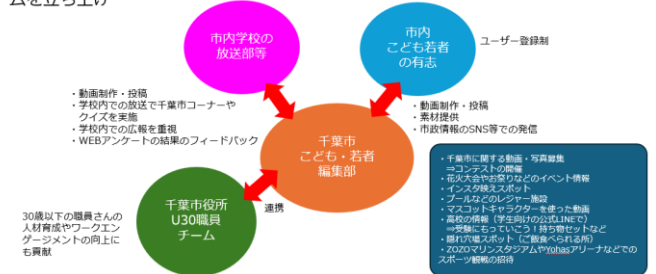 ムを立ち上げ
市内学校の
放送部等
市内
こども若者
の有志
ユーザー登録制
・動画制作・投稿
・学校内での放送で千葉市コーナーや
クイズを実施
・学校内での広報を重視
・WEBアンケートの結果のフィードバック
・動画制作・投稿
・素材提供
・市政情報のSNS等での発信
千葉市
こども・若者
編集部
千葉市役所
U30職員
チーム
連携
30歳以下の職員さんの
人材育成やワークエン
ゲージメントの向上に
も貢献
・千葉市に関する動画・写真募集
⇒コンテストの開催
・花火大会やお祭りなどのイベント情報
・インスタ映えスポット
・プールなどのレジャー施設
・マスコットキャラクターを使った動画
・高校の情報（学生向けの公式LINEで）
⇒受験にもっていこう！持ち物セットなど
・隠れ穴場スポット（ご飯食べられる所）
・ZOZOマリンスタジアムやYohasアリーナなどでの
スポーツ観戦の招待